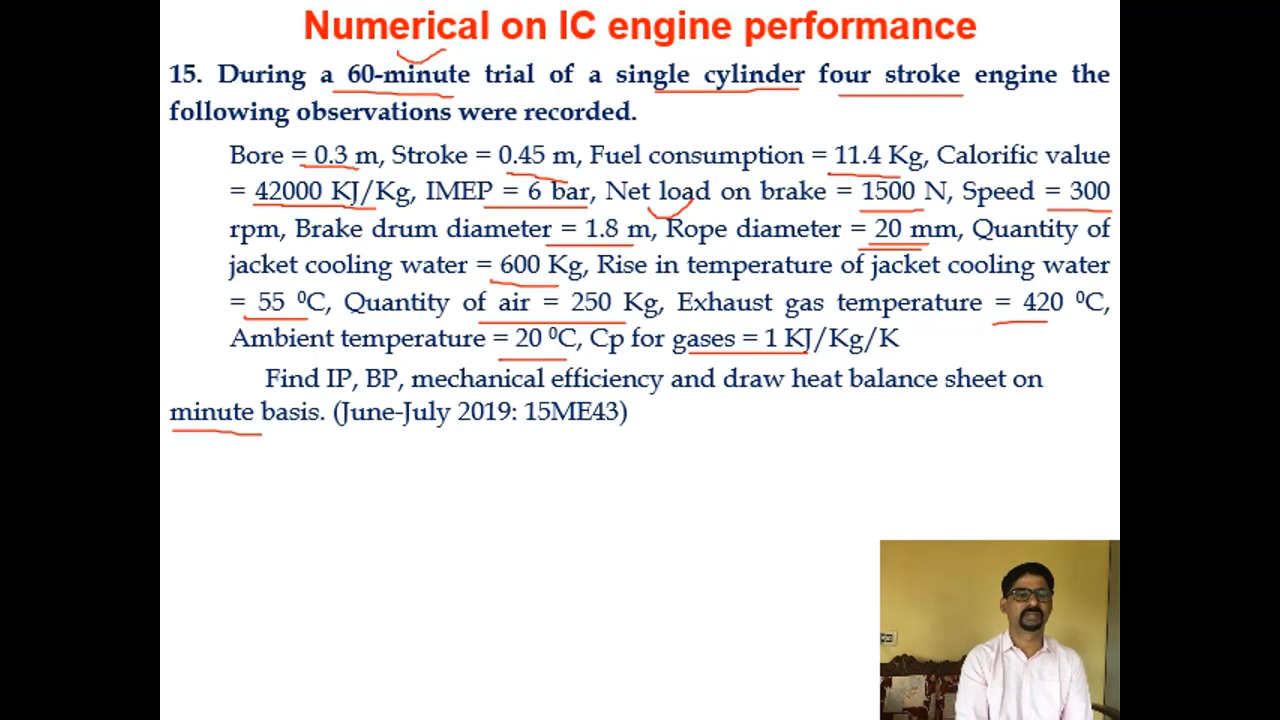 Numerical on IC engine performance
15. During a 60-minute trial of a single cylinder four stroke engine the
following observations were recorded.
Bore = 0.3 m, Stroke = 0.45 m, Fuel consumption = 11.4 Kg, Calorific value
= 42000 KJ/Kg, IMEP = 6 bar, Net load on brake = 1500 N, Speed = 300
rpm, Brake drum diameter = 1.8 m, Rope diameter = 20 mm, Quantity of
jacket cooling water = 600 Kg, Rise in temperature of jacket cooling water
= 55 ⁰C, Quantity of air = 250 Kg, Exhaust gas temperature = 420 ⁰C,
Ambient temperature = 20 ⁰C, Cp for gases = 1 KJ/Kg/K
Find IP, BP, mechanical efficiency and draw heat balance sheet on
minute basis. (June-July 2019: 15ME43)